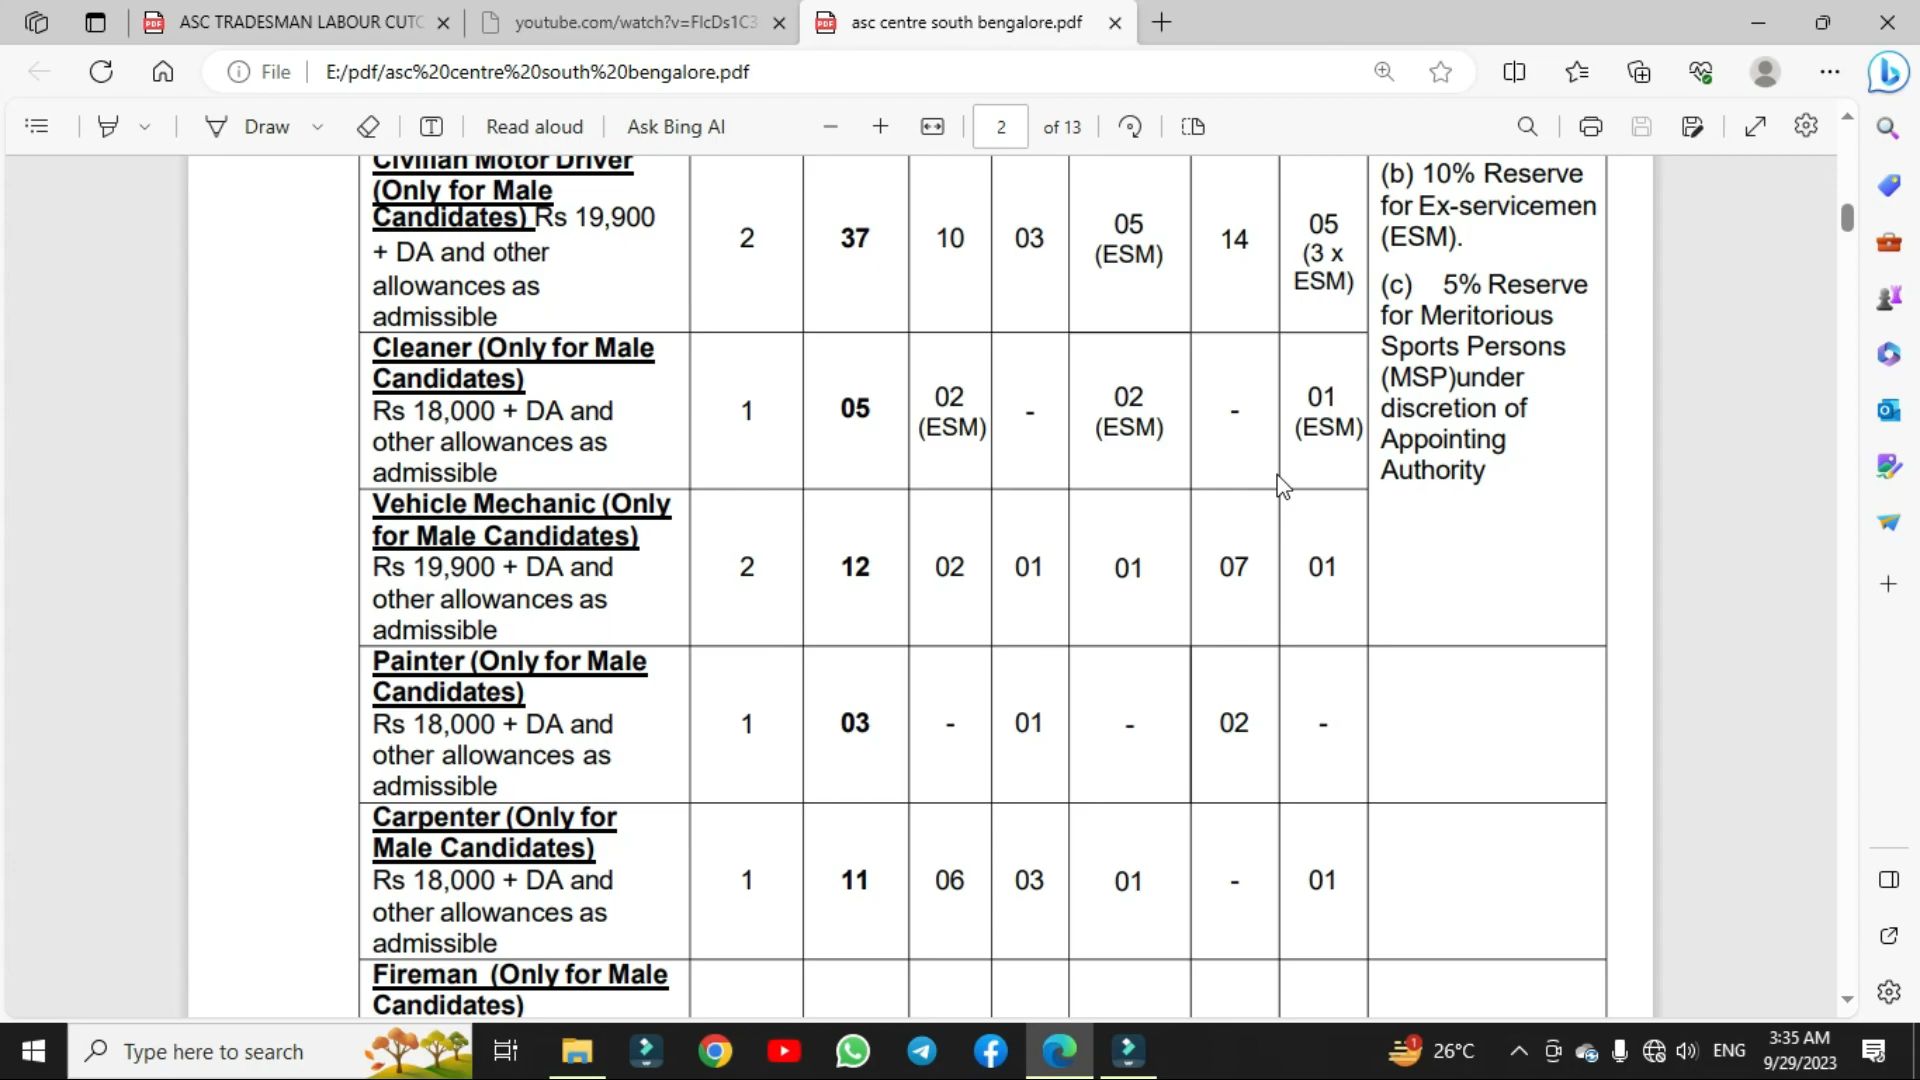 ASC TRADESMAN LABOUR CUTC
youtube.com/watch?v=FlcDs1C3
asc centre south bengalore.pdf
File
E:/pdf/asc%20centre%20south%20bengalore.pdf
Draw
Read aloud
Ask Bing AI
2 of 13
Civilian Motor Driver
(Only for Male
Candidates) Rs 19,900
+ DA and other
allowances as
admissible
2
37
10
03
05
(ESM)
14
05
(3 x
ESM)
(b) 10% Reserve
for Ex-servicemen
(ESM).
(c) 5% Reserve
for Meritorious
Sports Persons
(MSP)under
discretion of
Appointing
Authority
Cleaner (Only for Male
Candidates)
Rs 18,000 + DA and
other allowances as
admissible
1
05
02
(ESM)
-
02
(ESM)
-
01
(ESM)
Vehicle Mechanic (Only
for Male Candidates)
Rs 19,900 + DA and
other allowances as
admissible
2
12
02
01
01
07
01
Painter (Only for Male
Candidates)
Rs 18,000 + DA and
other allowances as
admissible
1
03
-
01
-
02
-
Carpenter (Only for
Male Candidates)
Rs 18,000 + DA and
other allowances as
admissible
1
11
06
03
01
-
01
Fireman (Only for Male
Candidates)
Type here to search
1
26°C
ENG
3:35 AM
9/29/2023